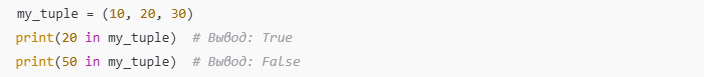 my_tuple = (10, 20, 30)
print(20 in my_tuple)  # Вывод: True
print(50 in my_tuple)  # Вывод: False